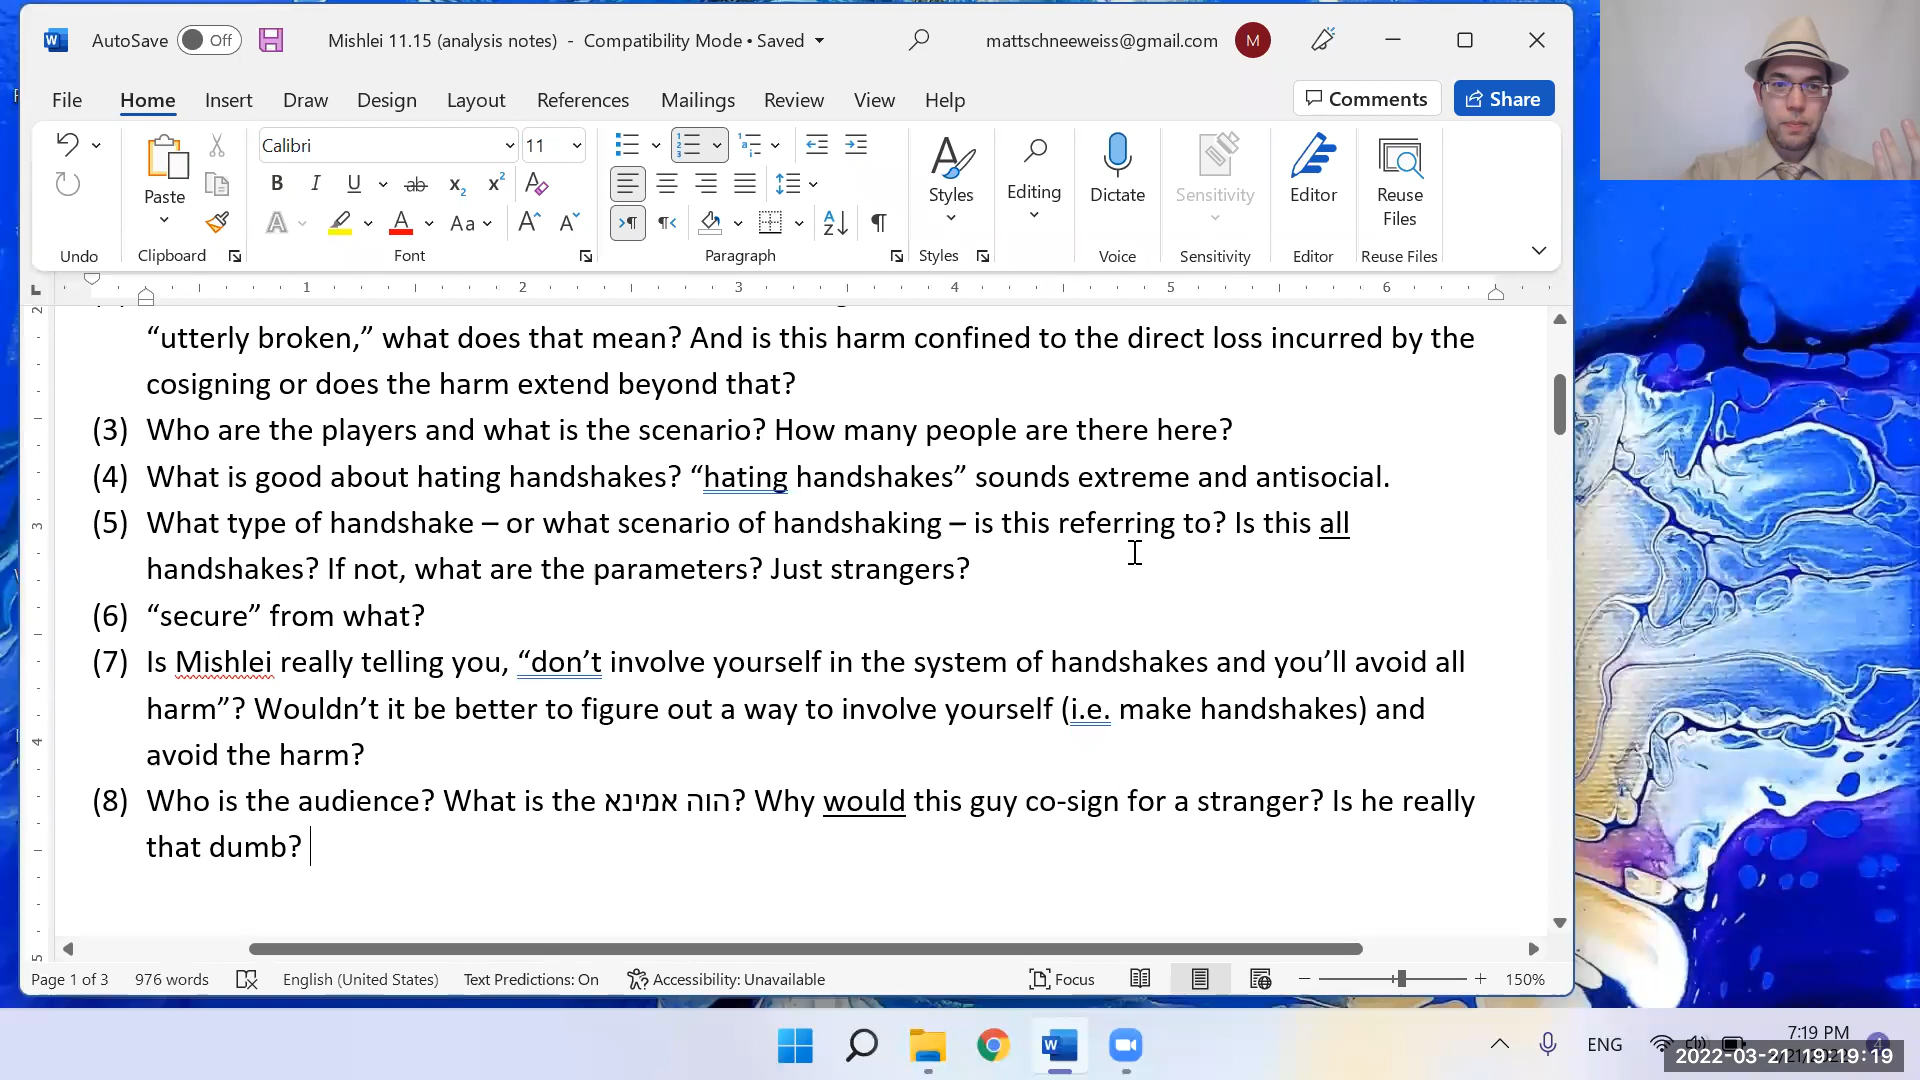 AutoSave Off Mishlei 11.15 (analysis notes) - Compatibility Mode • Saved mattschneeweiss@gmail.com M
File Home Insert Draw Design Layout References Mailings Review View Help Comments Share
Calibri 11
Paste Styles Editing Dictate Sensitivity Editor Reuse Files
Undo Clipboard Font Paragraph Styles Voice Sensitivity Editor Reuse Files
1 2 3 4 5 6
“utterly broken,” what does that mean? And is this harm confined to the direct loss incurred by the
cosigning or does the harm extend beyond that?
(3) Who are the players and what is the scenario? How many people are there here?
(4) What is good about hating handshakes? “hating handshakes” sounds extreme and antisocial.
(5) What type of handshake – or what scenario of handshaking – is this referring to? Is this all
handshakes? If not, what are the parameters? Just strangers?
(6) “secure” from what?
(7) Is Mishlei really telling you, “don’t involve yourself in the system of handshakes and you’ll avoid all
harm”? Wouldn’t it be better to figure out a way to involve yourself (i.e. make handshakes) and
avoid the harm?
(8) Who is the audience? What is the הוה אמינא? Why would this guy co-sign for a stranger? Is he really
that dumb?
Page 1 of 3 976 words English (United States) Text Predictions: On Accessibility: Unavailable Focus 150%
ENG 7:19 PM
2022-03-21 19:19:19